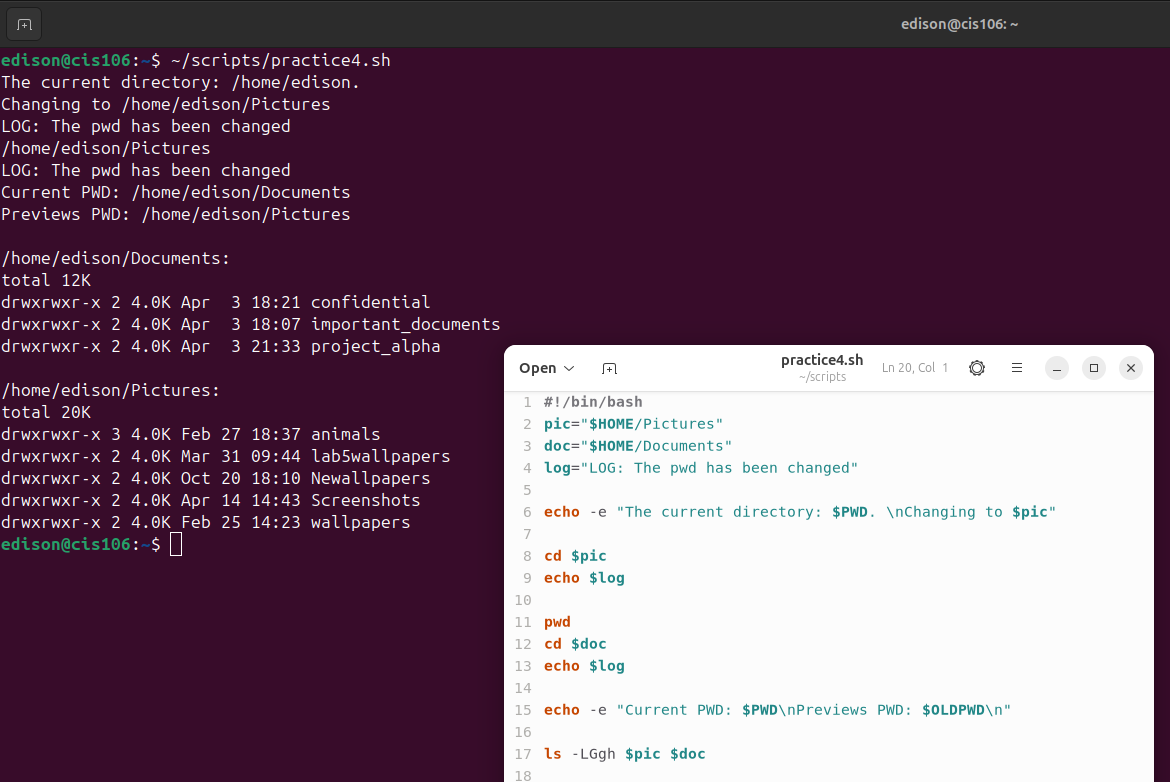 edison@cis106: ~
edison@cis106:~$ ~/scripts/practice4.sh
The current directory: /home/edison.
Changing to /home/edison/Pictures
LOG: The pwd has been changed
/home/edison/Pictures
LOG: The pwd has been changed
Current PWD: /home/edison/Documents
Previews PWD: /home/edison/Pictures

/home/edison/Documents:
total 12K
drwxrwxr-x 2 4.0K Apr  3 18:21 confidential
drwxrwxr-x 2 4.0K Apr  3 18:07 important_documents
drwxrwxr-x 2 4.0K Apr  3 21:33 project_alpha

/home/edison/Pictures:
total 20K
drwxrwxr-x 3 4.0K Feb 27 18:37 animals
drwxrwxr-x 2 4.0K Mar 31 09:44 lab5wallpapers
drwxrwxr-x 2 4.0K Oct 20 18:10 Newallpapers
drwxrwxr-x 2 4.0K Apr 14 14:43 Screenshots
drwxrwxr-x 2 4.0K Feb 25 14:23 wallpapers
edison@cis106:~$
Open
practice4.sh
~/scripts
Ln 20, Col 1
1 #!/bin/bash
2 pic="$HOME/Pictures"
3 doc="$HOME/Documents"
4 log="LOG: The pwd has been changed"
5
6 echo -e "The current directory: $PWD. \nChanging to $pic"
7
8 cd $pic
9 echo $log
10
11 pwd
12 cd $doc
13 echo $log
14
15 echo -e "Current PWD: $PWD\nPreviews PWD: $OLDPWD\n"
16
17 ls -LGgh $pic $doc
18